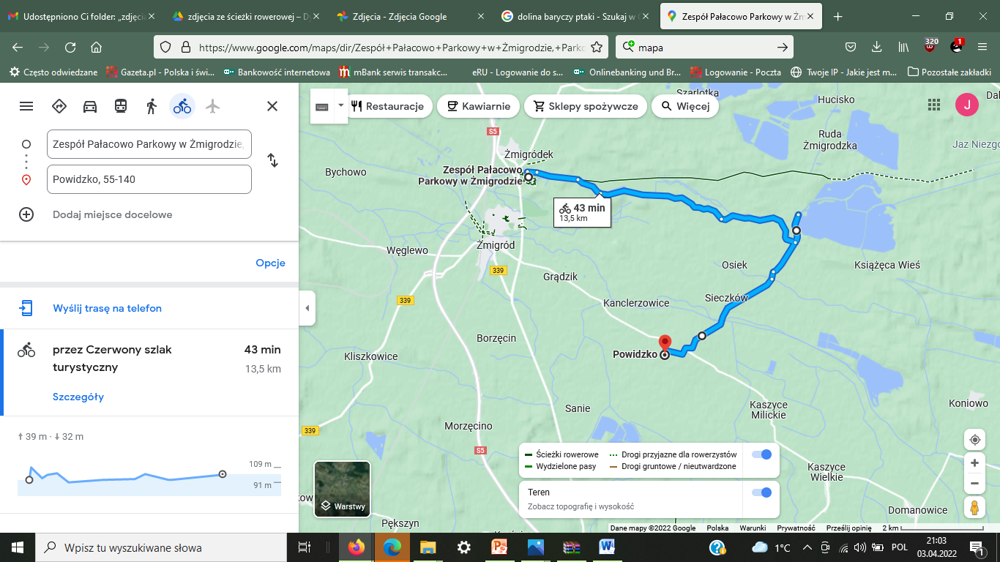 Udostępniono Ci folder: „zdjęcia
zdjęcia ze ścieżki rowerowej – Dy
Zdjęcia - Zdjęcia Google
dolina baryczy ptaki - Szukaj w G
Zespół Pałacowo Parkowy w Żm
https://www.google.com/maps/dir/Zespół+Pałacowo+Parkowy+w+Żmigrodzie,+Parko
mapa
320
1
Często odwiedzane
Gazeta.pl - Polska i świ...
Bankowość internetowa
mBank serwis transakc...
eRU - Logowanie do s...
Onlinebanking und Br...
Logowanie - Poczta
Twoje IP - Jakie jest m...
Pozostałe zakładki
Zespół Pałacowo Parkowy w Żmigrodzie,
Powidzko, 55-140
Dodaj miejsce docelowe
Opcje
Wyślij trasę na telefon
przez Czerwony szlak
turystyczny
43 min
13,5 km
Szczegóły
39 m · 32 m
109 m
91 m
Restauracje
Kawiarnie
Sklepy spożywcze
Więcej
J
Szarlotka
Hucisko
S5
Ruda
Żmigrodzka
Jaz Niezgo
Żmigródek
Bychowo
Zespół Pałacowo
Parkowy w Żmigrodzie
43 min
13,5 km
Żmigród
Węglewo
339
Grądzik
Osiek
Książęca Wieś
339
Kanclerzowice
Sieczków
Borzęcin
Kliszkowice
Powidzko
Sanie
Kaszyce
Milickie
Koniowo
Morzęcino
339
S5
Kaszyce
Wielkie
Domanowice
Pększyn
Ścieżki rowerowe
Drogi przyjazne dla rowerzystów
Wydzielone pasy
Drogi gruntowe / nieutwardzone
Teren
Zobacz topografię i wysokość
Warstwy
Dane mapy ©2022 Google
Polska
Warunki
Prywatność
Prześlij opinię
2 km
Wpisz tu wyszukiwane słowa
1°C
POL
21:03
03.04.2022
1